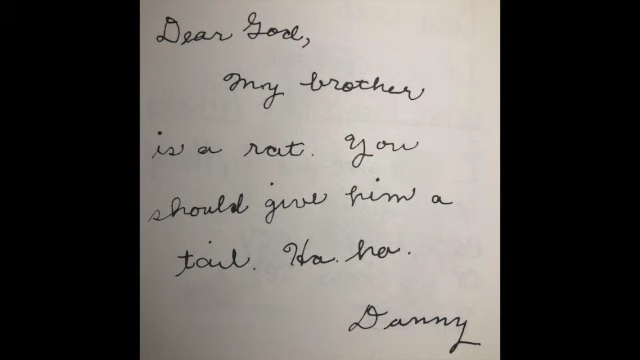 Dear God,
My brother
is a rat. You
should give him a
tail. Ha. ha.
Danny